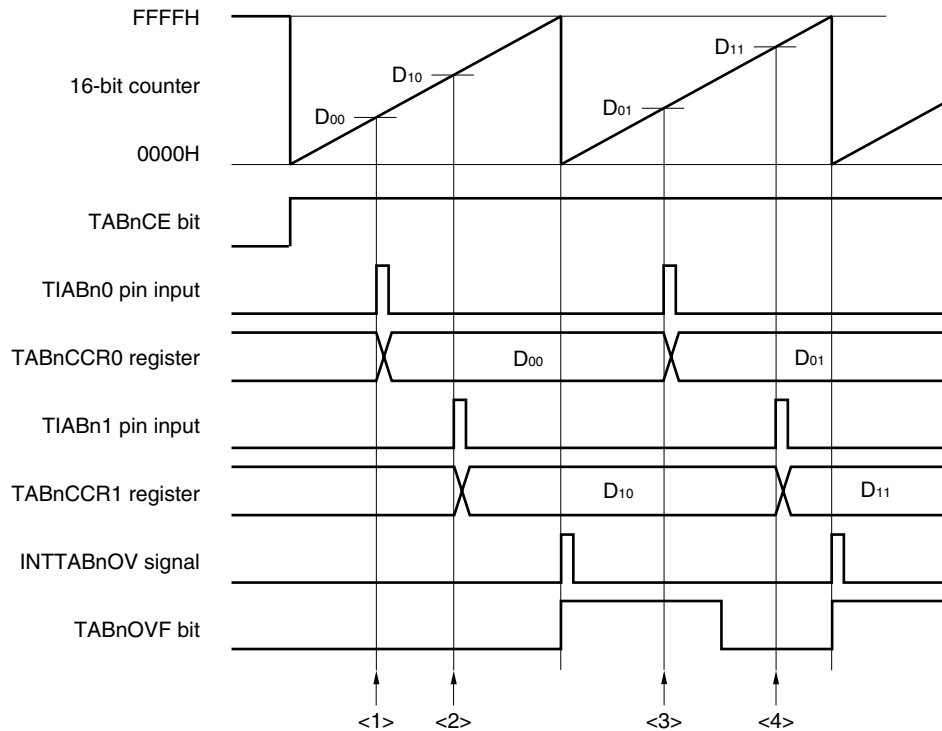 FFFFH
D11
D10
16-bit counter
D00
D01
0000H
TABnCE bit
TIABn0 pin input
TABnCCR0 register
D00
D01
TIABn1 pin input
TABnCCR1 register
D10
D11
INTTABnOV signal
TABnOVF bit
<1>
<2>
<3>
<4>